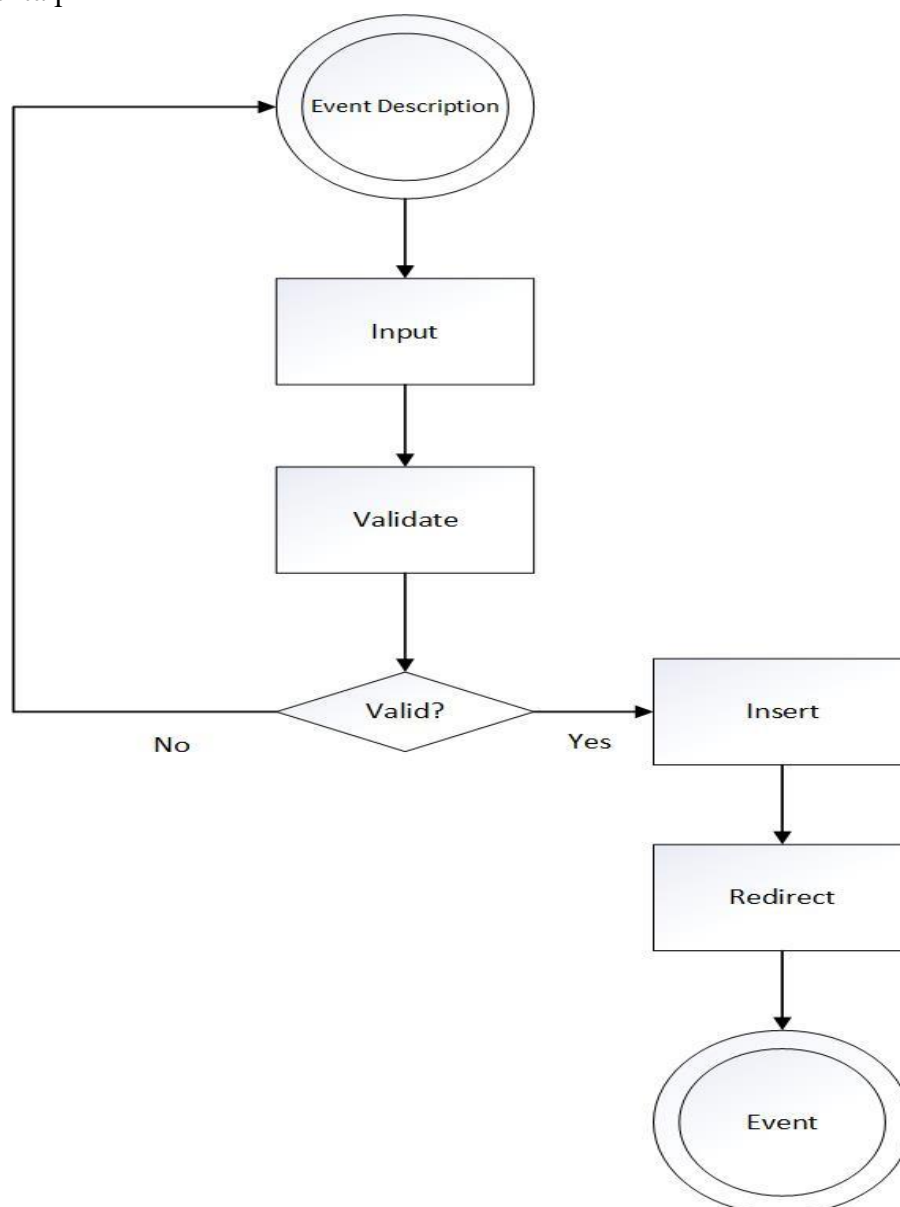 Event Description
Input
Validate
Valid?
No
Yes
Insert
Redirect
Event